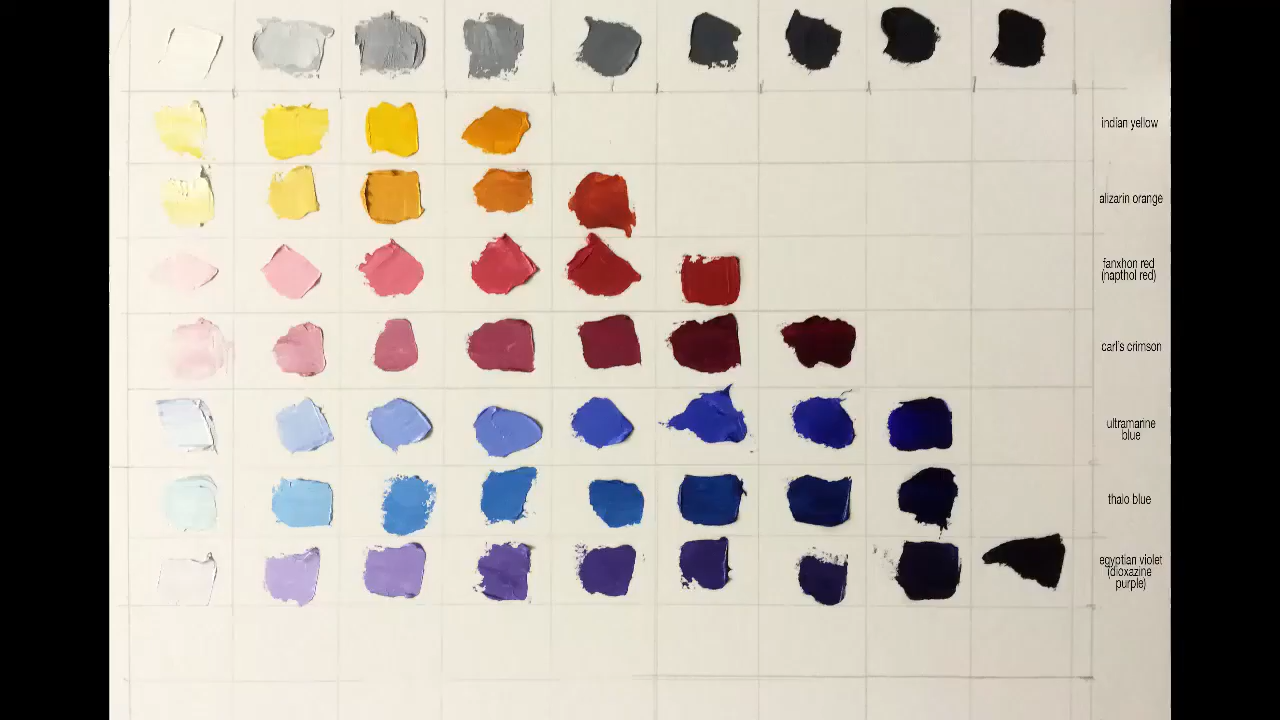 indian yellow
alizarin orange
fanxhon red
(napthol red)
carl's crimson
ultramarine
blue
thalo blue
egyptian violet
(dioxazine
purple)